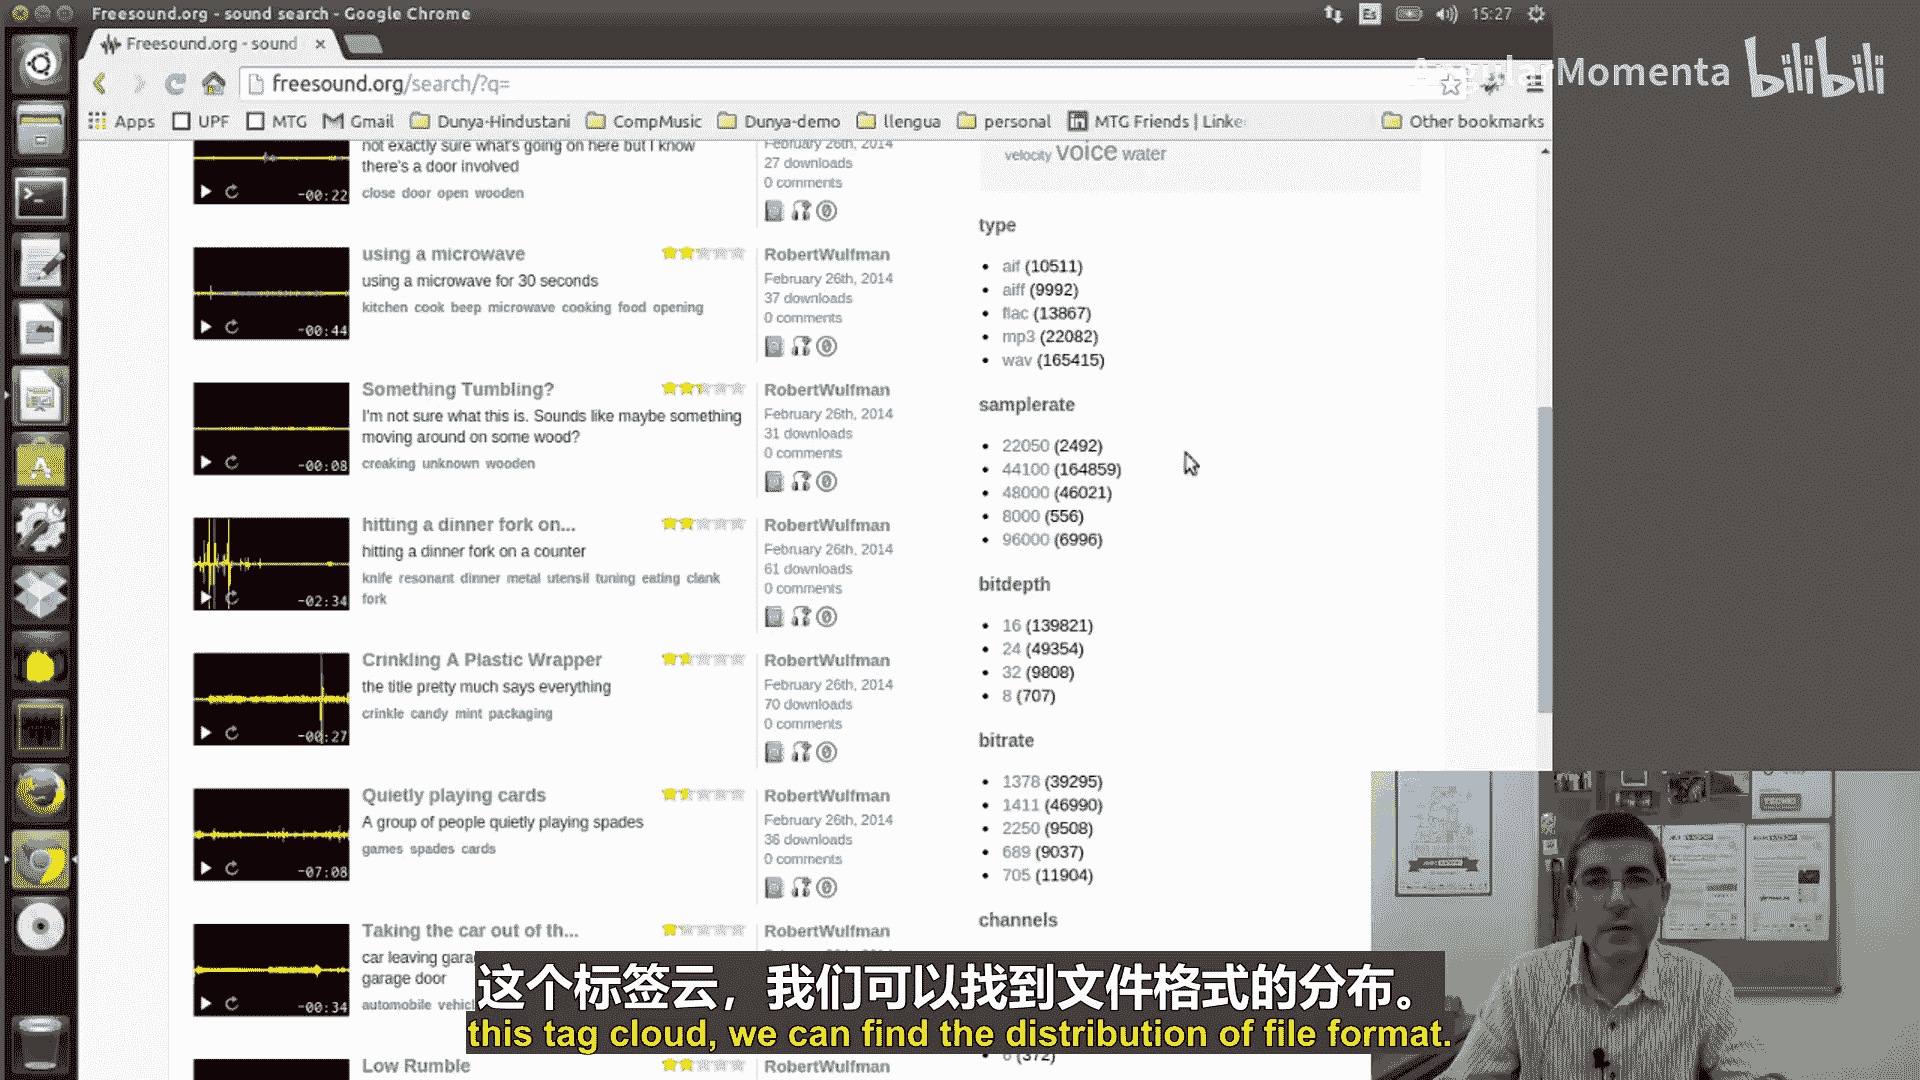 Freesound.org - sound search - Google Chrome
15:27
Freesound.org - sound
freesound.org/search/?q=
Momenta bilibili
Apps UPF MTG Gmail Dunya-Hindustani CompMusic Dunya-demo llengua personal MTG Friends | Linke Other bookmarks
not exactly sure what's going on here but I know
there's a door involved
close door open wooden
-00:22
February 26th, 2014
27 downloads
0 comments
using a microwave
using a microwave for 30 seconds
kitchen cook beep microwave cooking food opening
-00:44
RobertWulfman
February 26th, 2014
37 downloads
0 comments
Something Tumbling?
I'm not sure what this is. Sounds like maybe something
moving around on some wood?
creaking unknown wooden
-00:08
RobertWulfman
February 26th, 2014
31 downloads
0 comments
hitting a dinner fork on...
hitting a dinner fork on a counter
knife resonant dinner metal utensil tuning eating clank
fork
-02:34
RobertWulfman
February 26th, 2014
61 downloads
0 comments
Crinkling A Plastic Wrapper
the title pretty much says everything
crinkle candy mint packaging
-00:27
RobertWulfman
February 26th, 2014
70 downloads
0 comments
Quietly playing cards
A group of people quietly playing spades
games spades cards
-07:08
RobertWulfman
February 26th, 2014
36 downloads
0 comments
Taking the car out of th...
car leaving
garage door
automobile
-00:34
RobertWulfman
Low Rumble
RobertWulfman
velocity voice water
type
aif (10511)
aiff (9992)
flac (13867)
mp3 (22082)
wav (165415)
samplerate
22050 (2492)
44100 (164859)
48000 (46021)
8000 (556)
96000 (6996)
bitdepth
16 (139821)
24 (49354)
32 (9808)
8 (707)
bitrate
1378 (39295)
1411 (46990)
2250 (9508)
689 (9037)
705 (11904)
channels
6 (372)
这个标签云，我们可以找到文件格式的分布。
this tag cloud, we can find the distribution of file format.